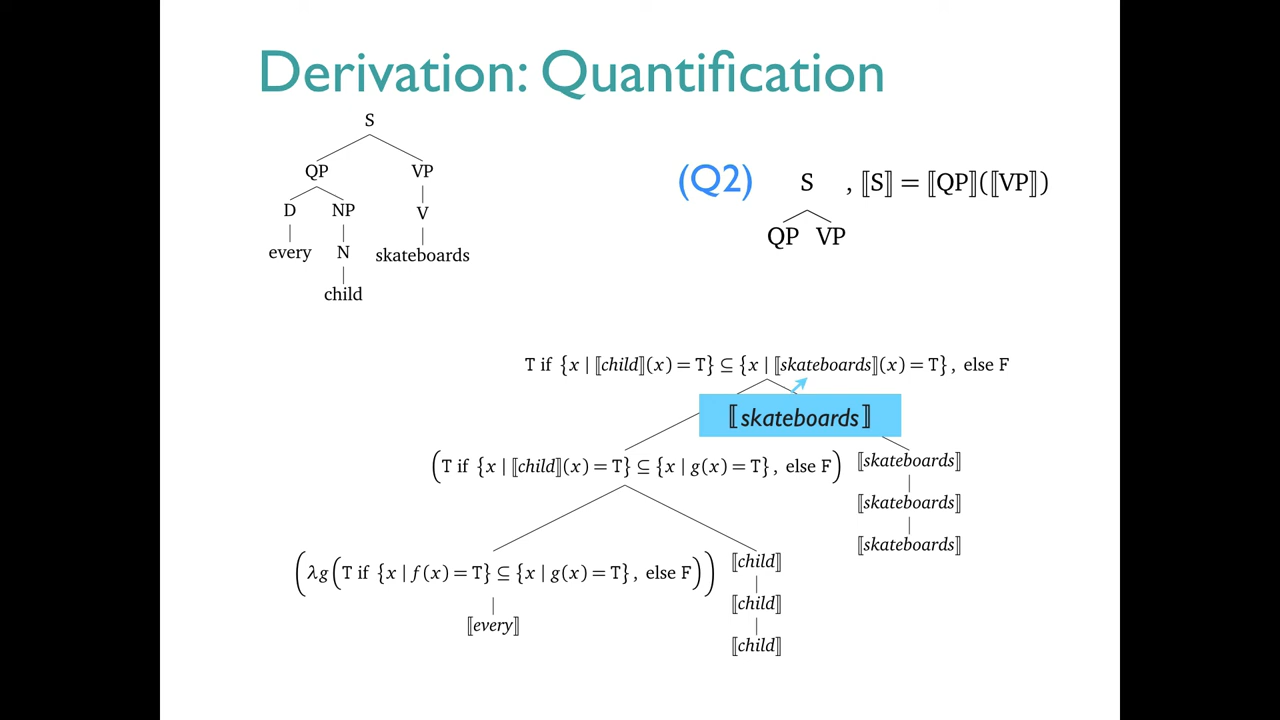 Derivation: Quantification
S
QP VP
D NP V
every N skateboards
child
(Q2) S , ⟦S⟧ = ⟦QP⟧(⟦VP⟧)
QP VP
T if {x | ⟦child⟧(x) = T} ⊆ {x | ⟦skateboards⟧(x) = T}, else F
⟦skateboards⟧
(T if {x | ⟦child⟧(x) = T} ⊆ {x | g(x) = T}, else F) ⟦skateboards⟧
⟦skateboards⟧
⟦skateboards⟧
(λg(T if {x | f(x) = T} ⊆ {x | g(x) = T}, else F)) ⟦child⟧
⟦child⟧
⟦every⟧
⟦child⟧